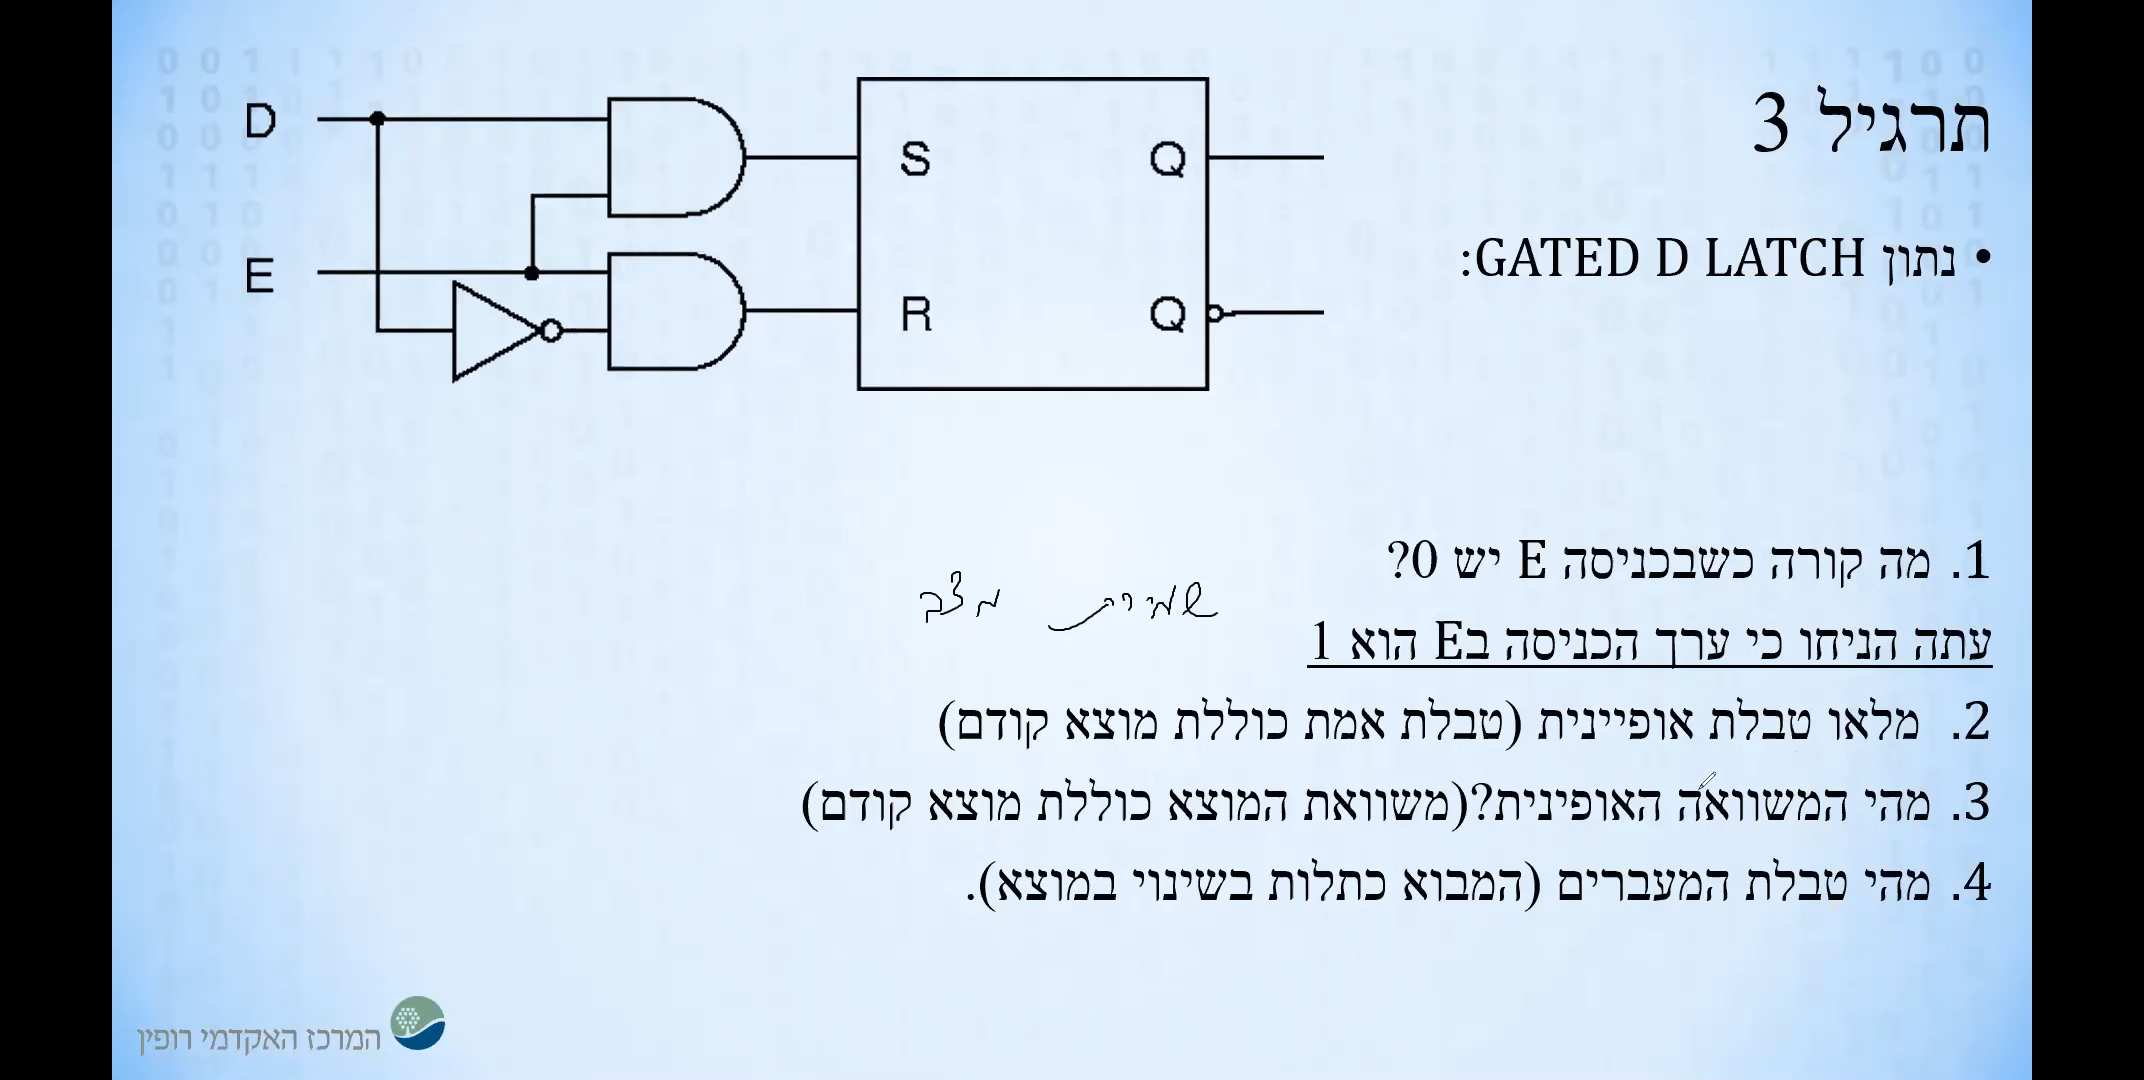 תרגיל 3
• נתון GATED D LATCH:
D
E
S
R
Q
Q
1. מה קורה כשבכניסה E יש 0?
שמירת מצב
עתה הניחו כי ערך הכניסה בE הוא 1
2. מלאו טבלת אופיינית (טבלת אמת כוללת מוצא קודם)
3. מהי המשוואה האופינית?(משוואת המוצא כוללת מוצא קודם)
4. מהי טבלת המעברים (המבוא כתלות בשינוי במוצא).
המרכז האקדמי רופין